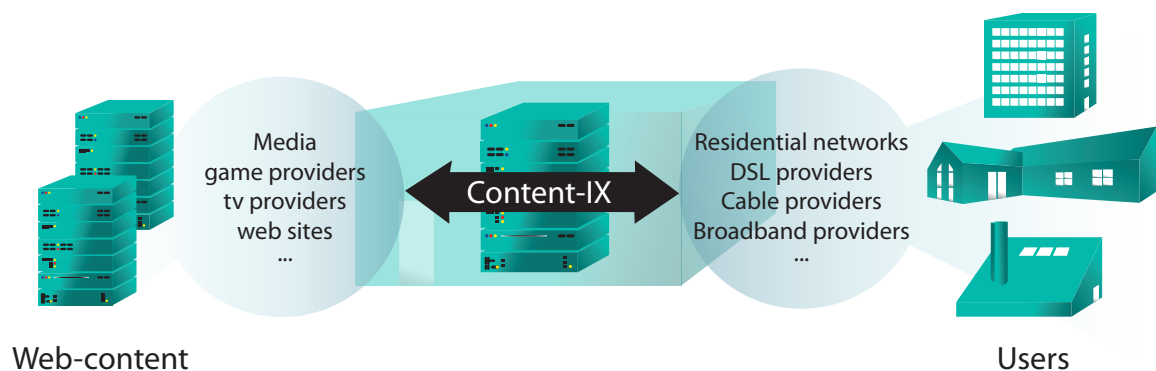 Media
game providers
tv providers
web sites
...
Content-IX
Residential networks
DSL providers
Cable providers
Broadband providers
...
Web-content
Users